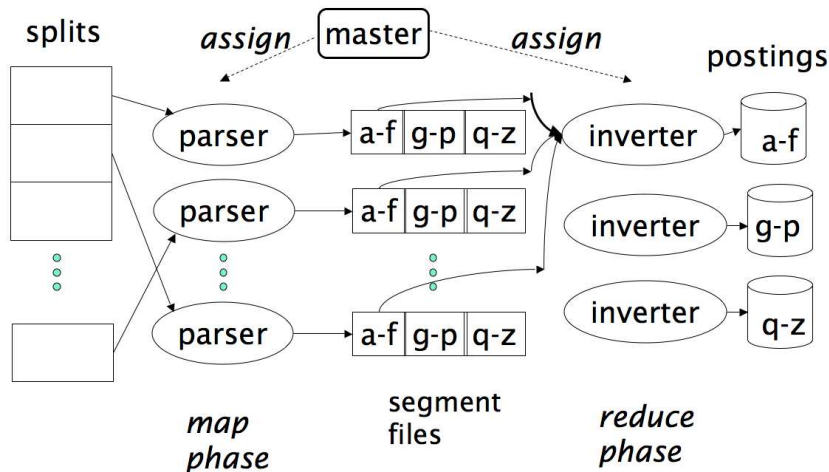 splits
assign
master
assign
postings
parser
a-f g-p q-z
inverter
a-f
parser
a-f g-p q-z
inverter
g-p
parser
a-f g-p q-z
inverter
q-z
map
phase
segment
files
reduce
phase